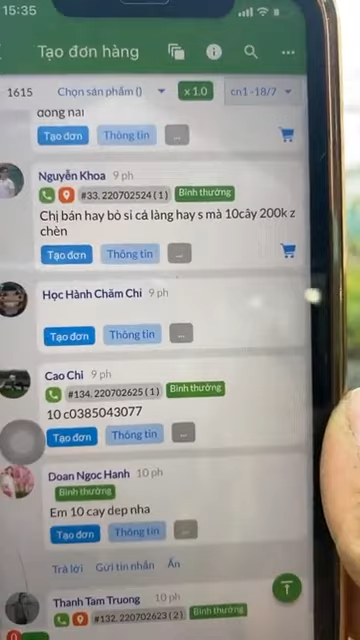 15:35
Tạo đơn hàng
1615 Chọn sản phẩm () x 1.0 cn1 -18/7
đồng nai
Tạo đơn Thông tin ...
Nguyễn Khoa 9 ph
#33. 220702524 ( 1 ) Bình thường
Chị bán hay bỏ si cả làng hay s mà 10cây 200k z
chèn
Tạo đơn Thông tin ...
Học Hành Chăm Chỉ 9 ph
Tạo đơn Thông tin ...
Cao Chi 9 ph
#134. 220702625 ( 1 ) Bình thường
10 c0385043077
Tạo đơn Thông tin ...
Doan Ngoc Hanh 10 ph
Bình thường
Em 10 cay dep nha
Tạo đơn Thông tin ...
Trả lời Gửi tin nhắn Ẩn
Thanh Tam Truong 10 ph
#132. 220702623 ( 2 ) Bình thường